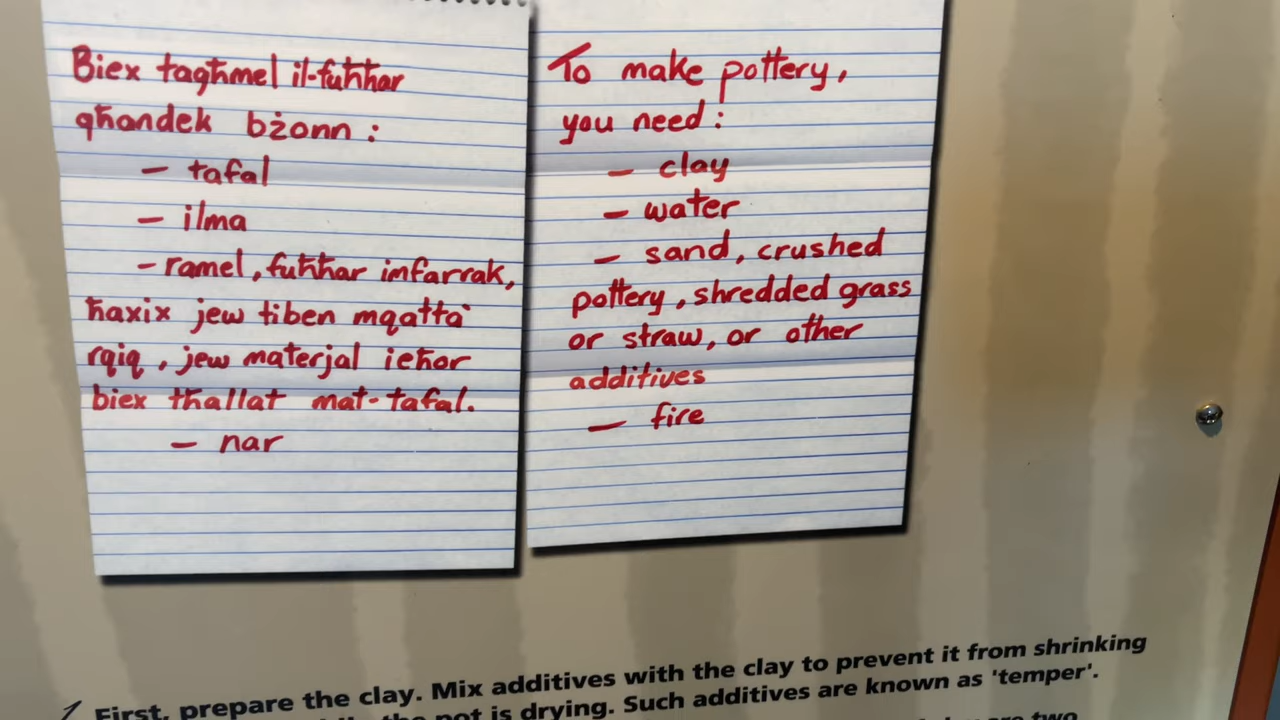 Biex tagħmel il-fuħħar
għandek bżonn :
- tafal
- ilma
- ramel, fuħħar imfarrak,
ħaxix jew tiben mqatta'
rqiq, jew materjal ieħor
biex tħallat mat-tafal.
- nar
To make pottery,
you need :
- clay
- water
- sand, crushed
pottery, shredded grass
or straw, or other
additives
- fire
First, prepare the clay. Mix additives with the clay to prevent it from shrinking
the pot is drying. Such additives are known as 'temper'.
two